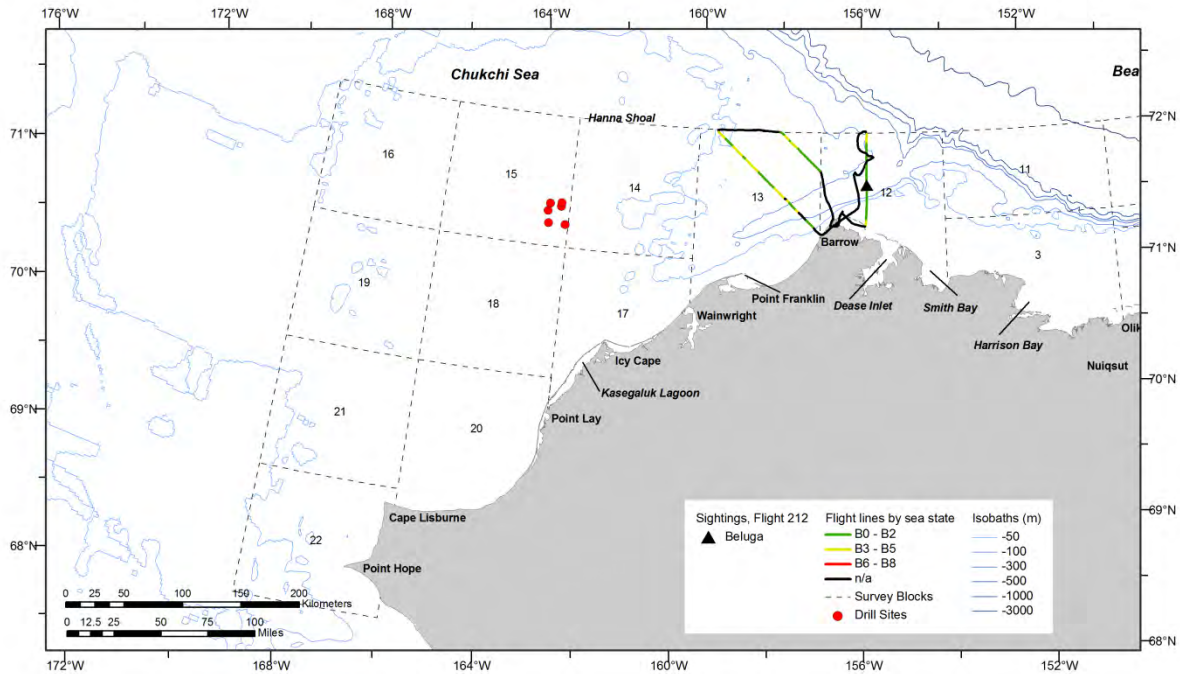 176°W
168°W
164°W
160°W
156°W
152°W
Chukchi Sea
Bea
72°N
71°N
Hanna Shoal
16
15
14
13
12
11
71°N
Barrow
3
70°N
19
18
17
Point Franklin
Dease Inlet
Smith Bay
Wainwright
Harrison Bay
Olik
Icy Cape
Nuiqsut
70°N
Kasegaluk Lagoon
69°N
21
20
Point Lay
Cape Lisburne
69°N
22
68°N
Point Hope
Sightings, Flight 212
Beluga
Flight lines by sea state
B0 - B2
B3 - B5
B6 - B8
n/a
Survey Blocks
Drill Sites
Isobaths (m)
-50
-100
-300
-500
-1000
-3000
0 25 50 100 150 200
Kilometers
0 12.5 25 50 75 100
Miles
68°N
172°W
168°W
164°W
160°W
156°W
152°W